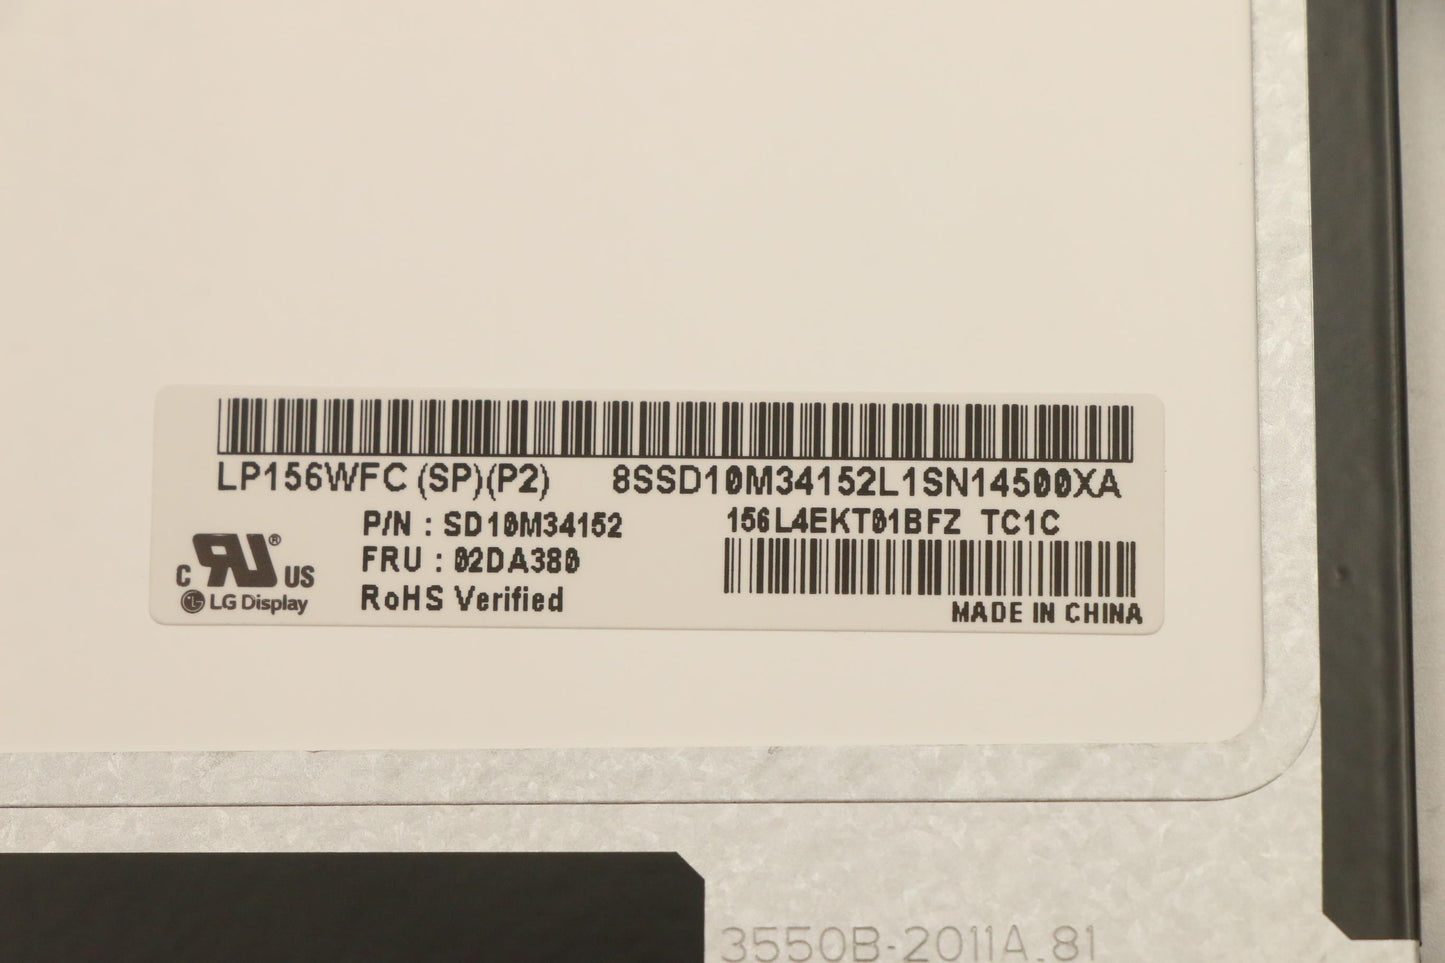 LP156WFC (SP)(P2) 8SSD10M34152L1SN14500XA
P/N : SD10M34152 156L4EKT01BFZ TC1C
FRU : 02DA380
C RU ® US
LG Display RoHS Verified
MADE IN CHINA
3550B-2011A.81